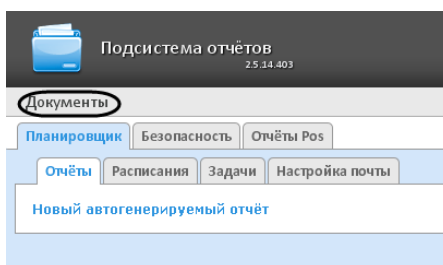 Подсистема отчётов
2.5.14.403
Документы
Планировщик Безопасность Отчёты Pos
Отчёты Расписания Задачи Настройка почты
Новый автогенерируемый отчёт